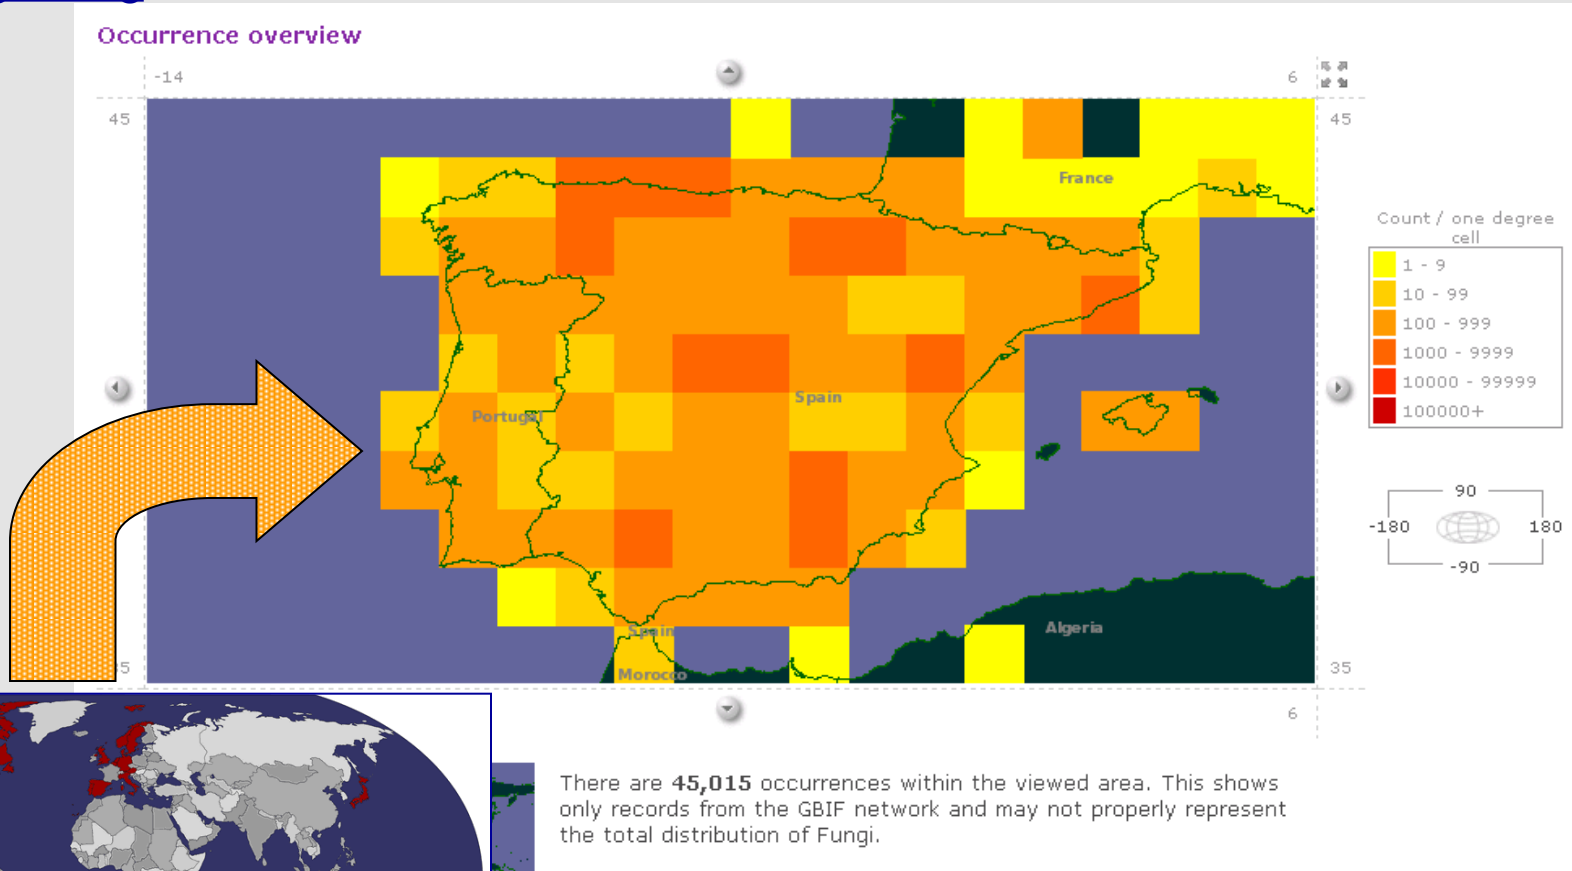 Occurrence overview
-14
6
45
45
France
Count / one degree
cell
1 - 9
10 - 99
100 - 999
1000 - 9999
10000 - 99999
100000+
Spain
Portugal
90
-180
180
-90
Spain
Algeria
Morocco
35
6
There are 45,015 occurrences within the viewed area. This shows
only records from the GBIF network and may not properly represent
the total distribution of Fungi.